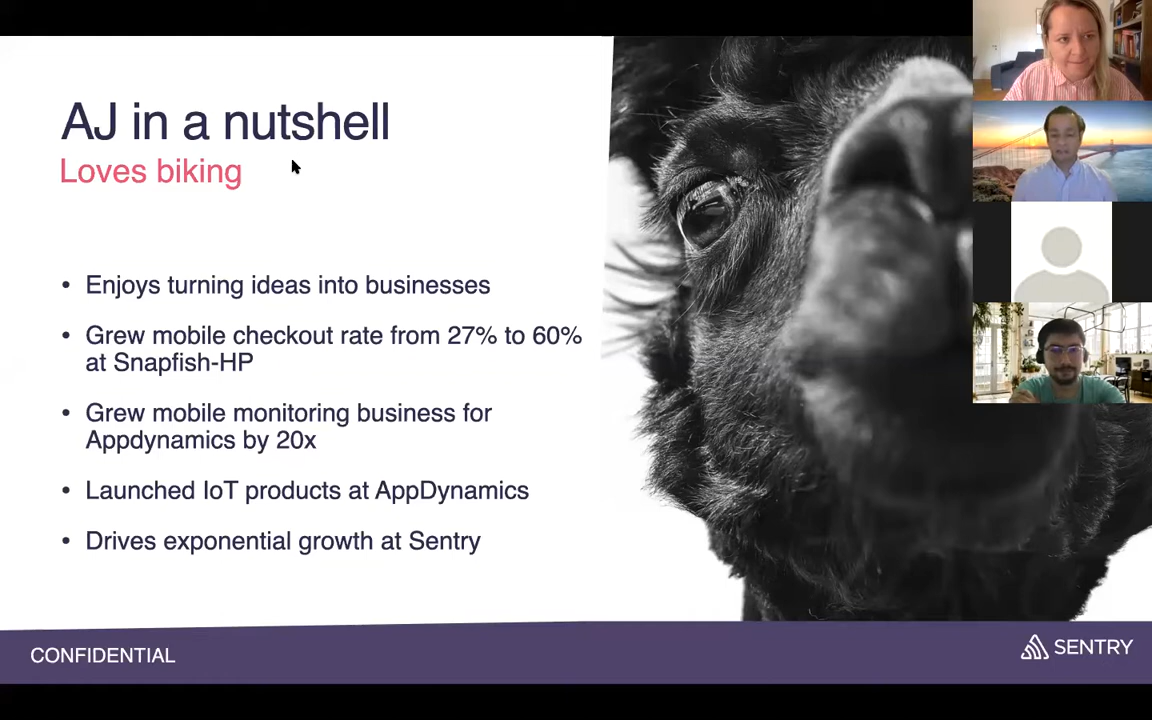 AJ in a nutshell
Loves biking
• Enjoys turning ideas into businesses
• Grew mobile checkout rate from 27% to 60%
at Snapfish-HP
• Grew mobile monitoring business for
Appdynamics by 20x
• Launched IoT products at AppDynamics
• Drives exponential growth at Sentry
CONFIDENTIAL
SENTRY